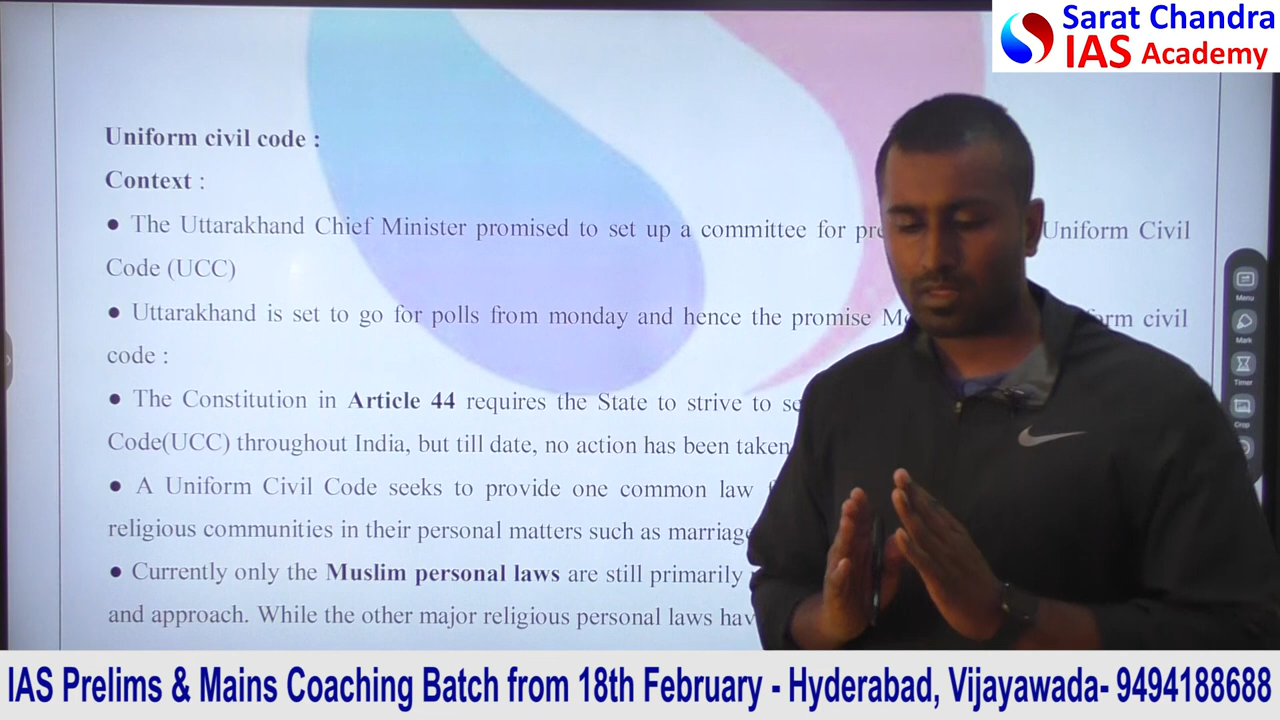 Sarat Chandra
IAS Academy
Uniform civil code :
Context :
● The Uttarakhand Chief Minister promised to set up a committee for Uniform Civil
Code (UCC)
● Uttarakhand is set to go for polls from monday and hence the promise civil
code :
● The Constitution in Article 44 requires the State to strive to
Code(UCC) throughout India, but till date, no action has been taken
● A Uniform Civil Code seeks to provide one common law
religious communities in their personal matters such as
● Currently only the Muslim personal laws are still primarily
and approach. While the other major religious personal laws
Menu
Mark
Timer
Crop
IAS Prelims & Mains Coaching Batch from 18th February - Hyderabad, Vijayawada- 9494188688